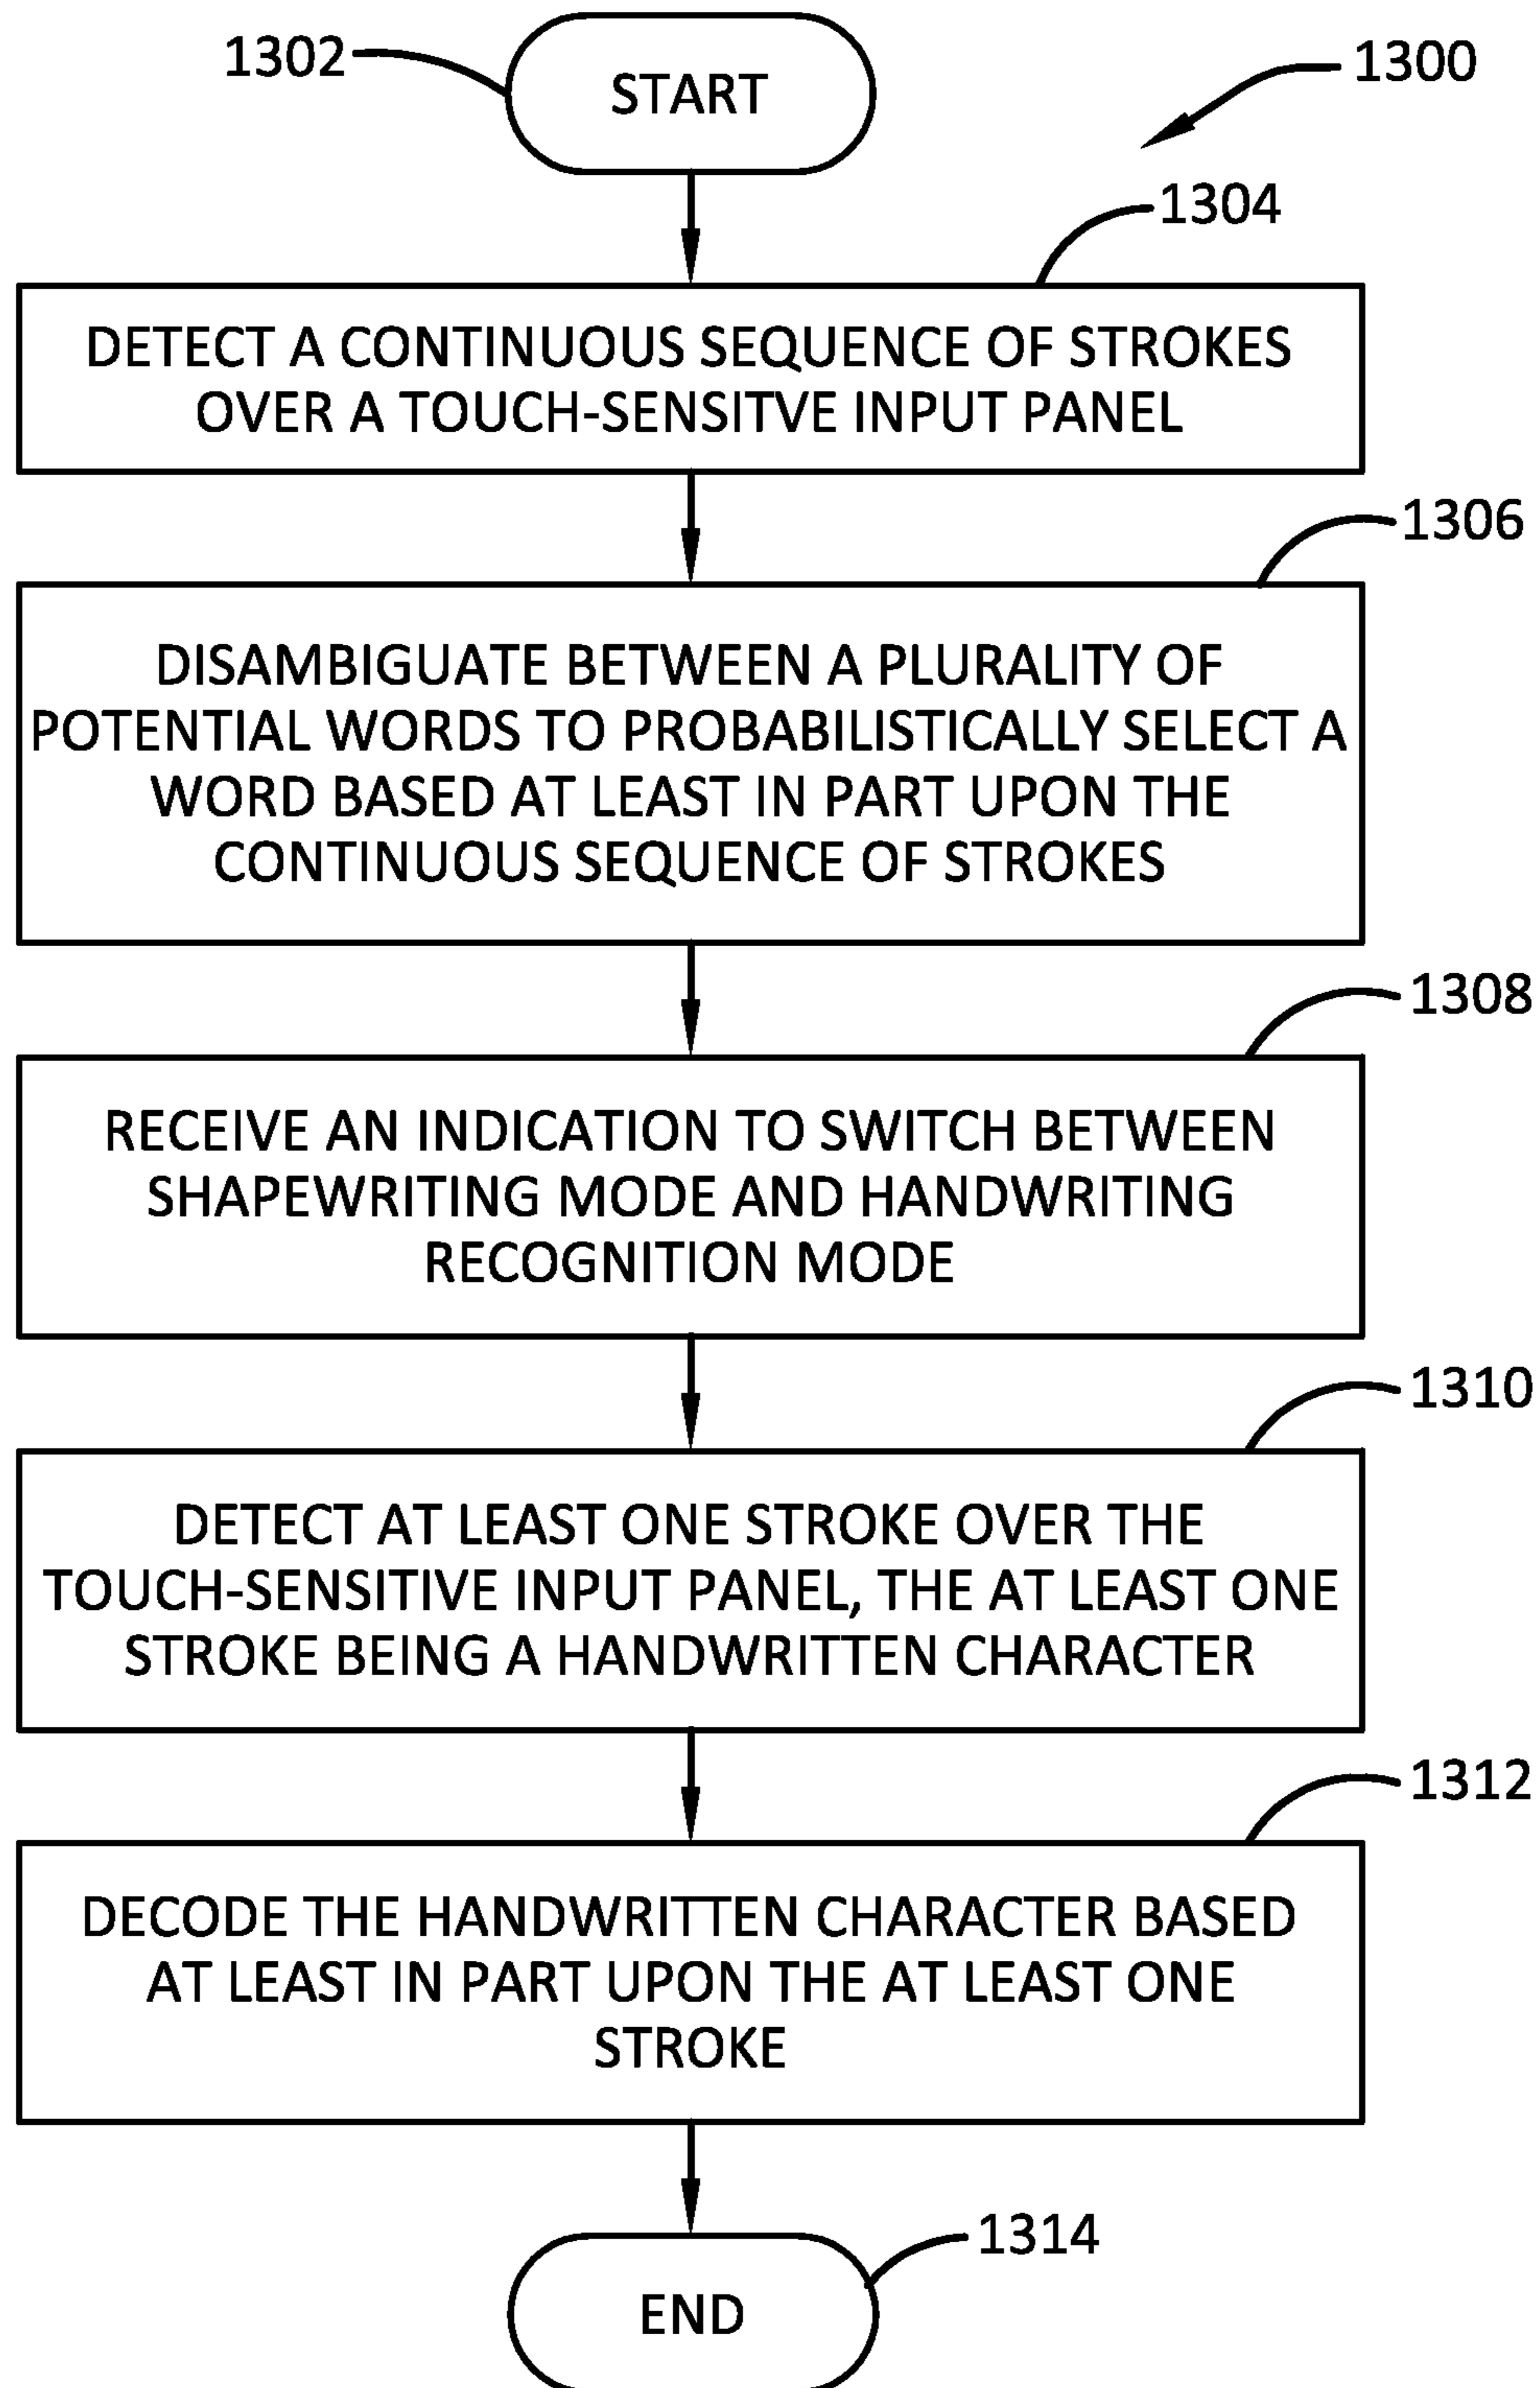 1302
START
1300
1304
DETECT A CONTINUOUS SEQUENCE OF STROKES
OVER A TOUCH-SENSITVE INPUT PANEL
1306
DISAMBIGUATE BETWEEN A PLURALITY OF
POTENTIAL WORDS TO PROBABILISTICALLY SELECT A
WORD BASED AT LEAST IN PART UPON THE
CONTINUOUS SEQUENCE OF STROKES
1308
RECEIVE AN INDICATION TO SWITCH BETWEEN
SHAPEWRITING MODE AND HANDWRITING
RECOGNITION MODE
1310
DETECT AT LEAST ONE STROKE OVER THE
TOUCH-SENSITIVE INPUT PANEL, THE AT LEAST ONE
STROKE BEING A HANDWRITTEN CHARACTER
1312
DECODE THE HANDWRITTEN CHARACTER BASED
AT LEAST IN PART UPON THE AT LEAST ONE
STROKE
1314
END